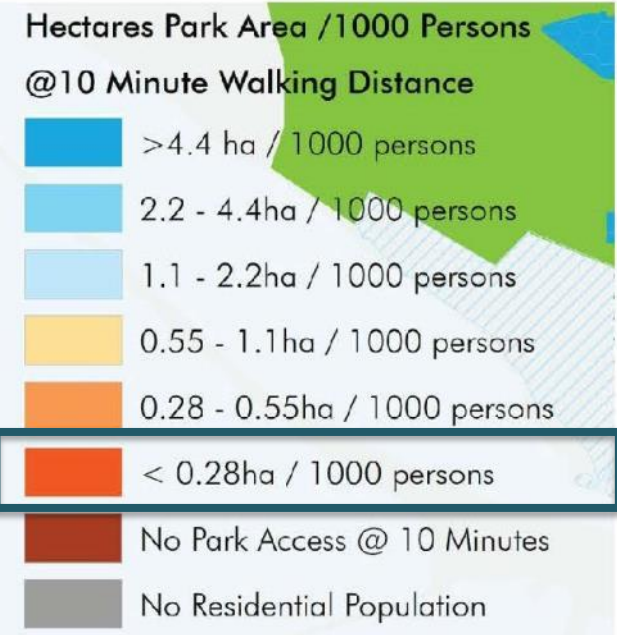 Hectares Park Area /1000 Persons
@10 Minute Walking Distance
>4.4 ha / 1000 persons
2.2 - 4.4ha / 1000 persons
1.1 - 2.2ha / 1000 persons
0.55 - 1.1ha / 1000 persons
0.28 - 0.55ha / 1000 persons
< 0.28ha / 1000 persons
No Park Access @ 10 Minutes
No Residential Population